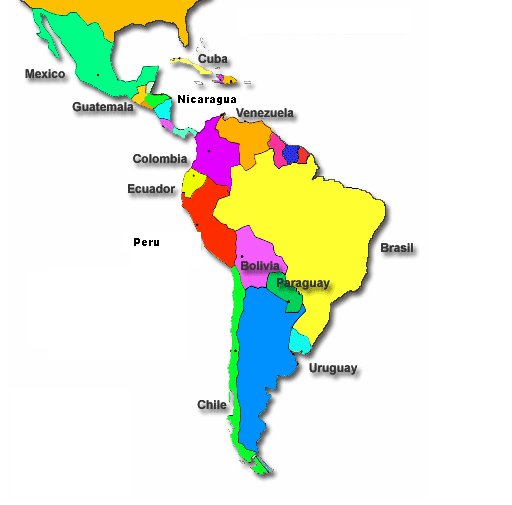 Cuba
Mexico
Nicaragua
Guatemala
Venezuela
Colombia
Ecuador
Peru
Brasil
Bolivia
Paraguay
Uruguay
Chile